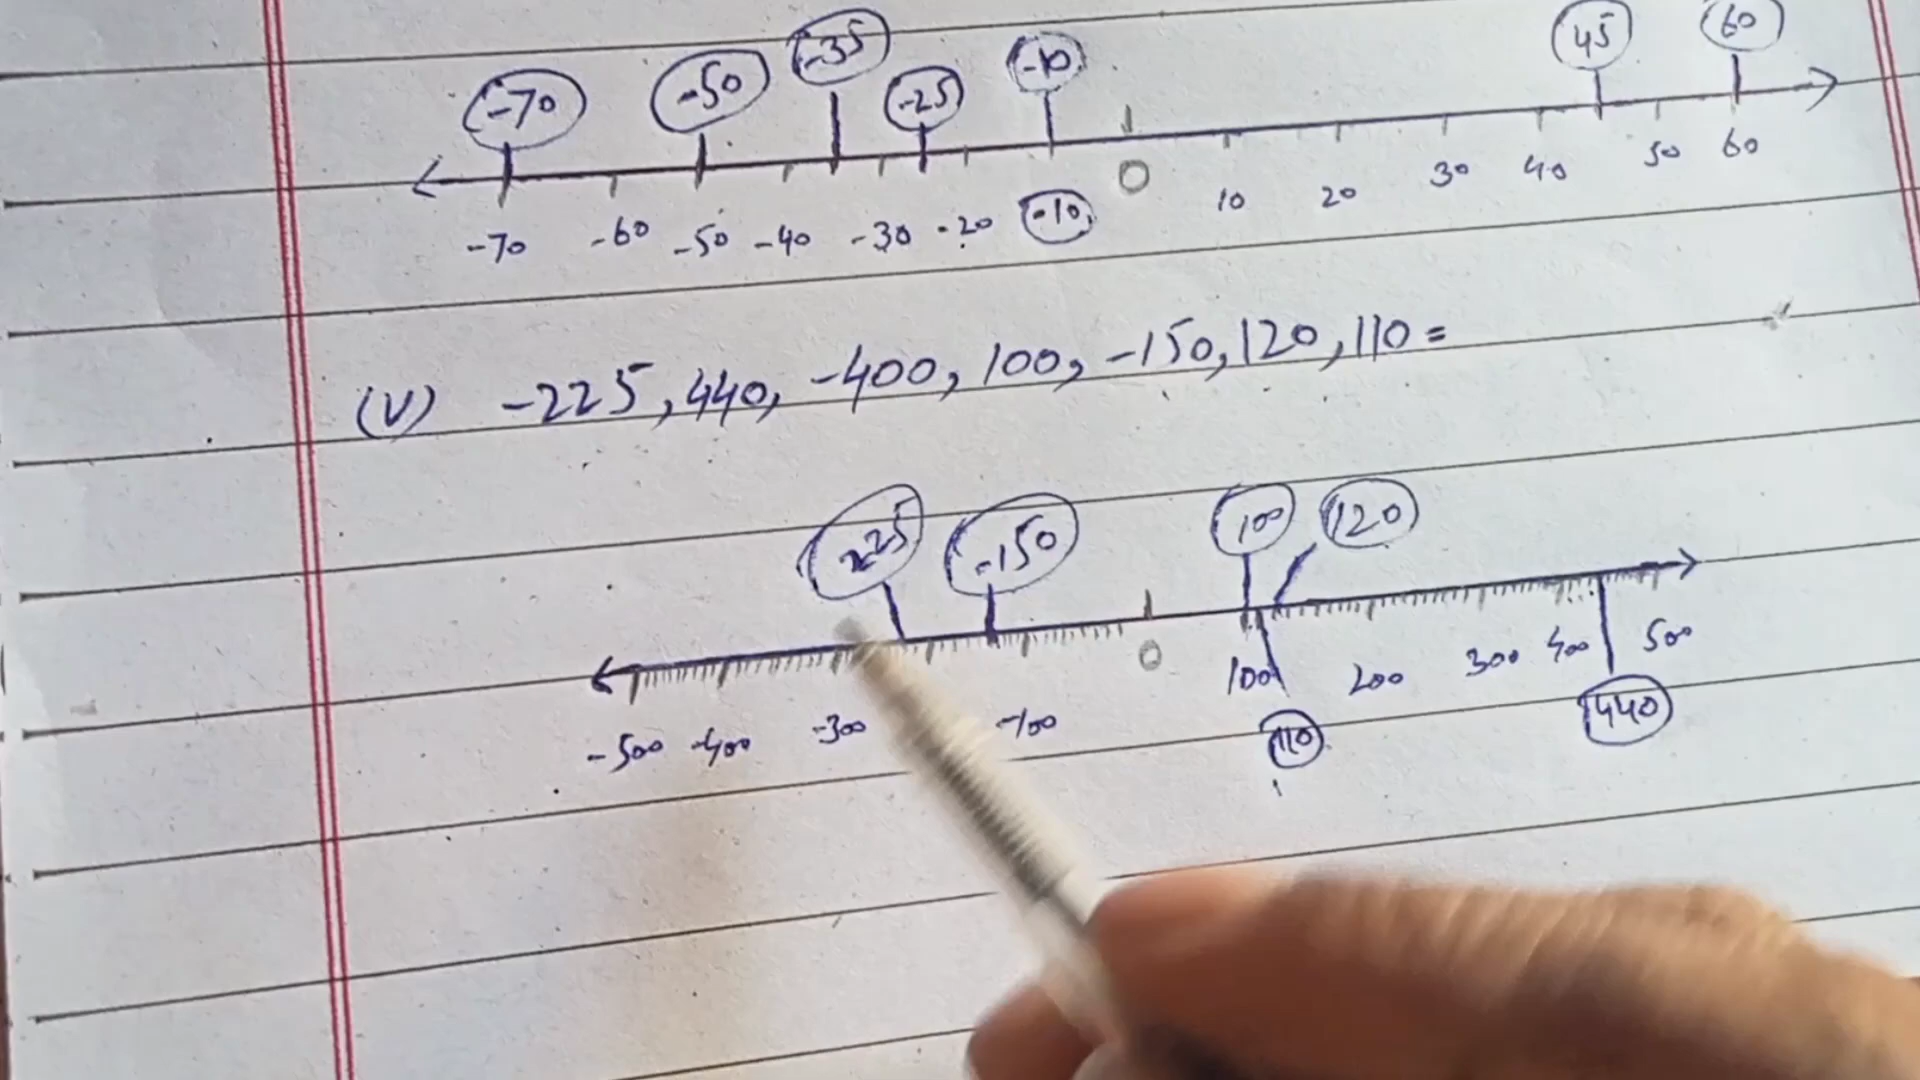 -70 -50 -35 -25 -10 45 60
-70 -60 -50 -40 -30 -20 -10 0 10 20 30 40 50 60
(V) -225, 440, -400, 100, -150, 120, 110 =
-150 100 120
-500 -400 -300 -100 0 100 200 300 400 500
110 440